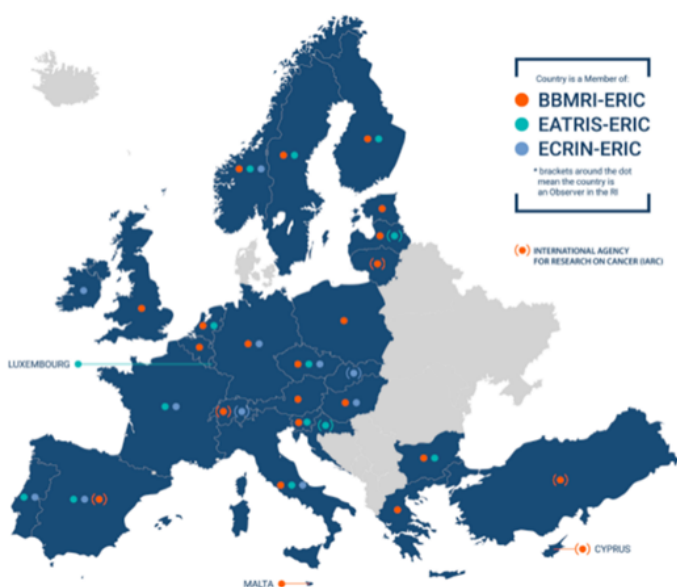 Country is a Member of:
BBMRI-ERIC
EATRIS-ERIC
ECRIN-ERIC
* brackets around the dot
mean the country is
an Observer in the RI
INTERNATIONAL AGENCY
FOR RESEARCH ON CANCER (IARC)
LUXEMBOURG
CYPRUS
MALTA